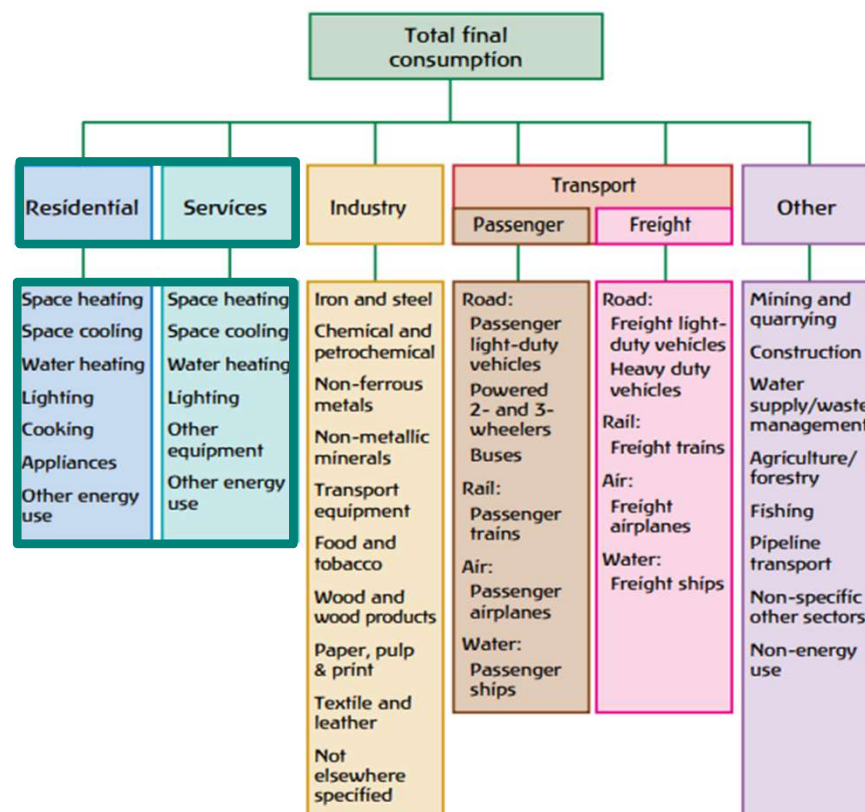 Total final
consumption
Residential
Services
Industry
Transport
Passenger
Freight
Other
Space heating
Space cooling
Water heating
Lighting
Cooking
Appliances
Other energy
use
Space heating
Space cooling
Water heating
Lighting
Other
equipment
Other energy
use
Iron and steel
Chemical and
petrochemical
Non-ferrous
metals
Non-metallic
minerals
Transport
equipment
Food and
tobacco
Wood and
wood products
Paper, pulp
& print
Textile and
leather
Not
elsewhere
specified
Road:
Passenger
light-duty
vehicles
Powered
2- and 3-
wheelers
Buses
Rail:
Passenger
trains
Air:
Passenger
airplanes
Water:
Passenger
ships
Road:
Freight light-
duty vehicles
Heavy duty
vehicles
Rail:
Freight trains
Air:
Freight
airplanes
Water:
Freight ships
Mining and
quarrying
Construction
Water
supply/waste
management
Agriculture/
forestry
Fishing
Pipeline
transport
Non-specific
other sectors
Non-energy
use